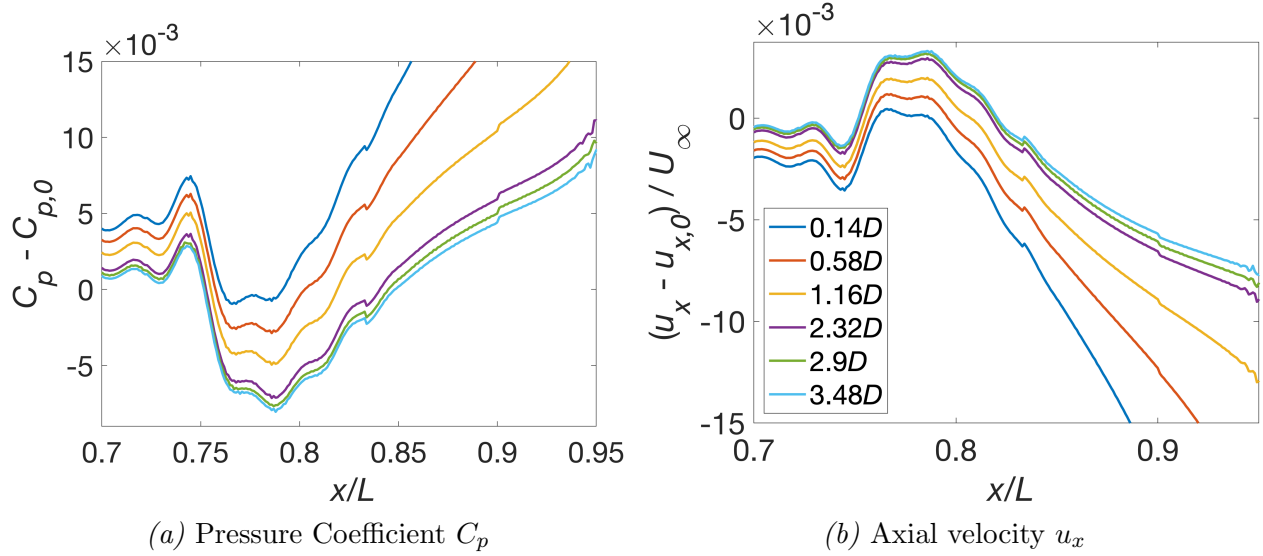 ×10⁻³
15
10
5
0
-5
C_p - C_{p,0}
0.7 0.75 0.8 0.85 0.9 0.95
x/L
(a) Pressure Coefficient C_p
×10⁻³
0
-5
-10
-15
(u_x - u_{x,0}) / U_∞
0.14D
0.58D
1.16D
2.32D
2.9D
3.48D
0.7 0.8 0.9
x/L
(b) Axial velocity u_x